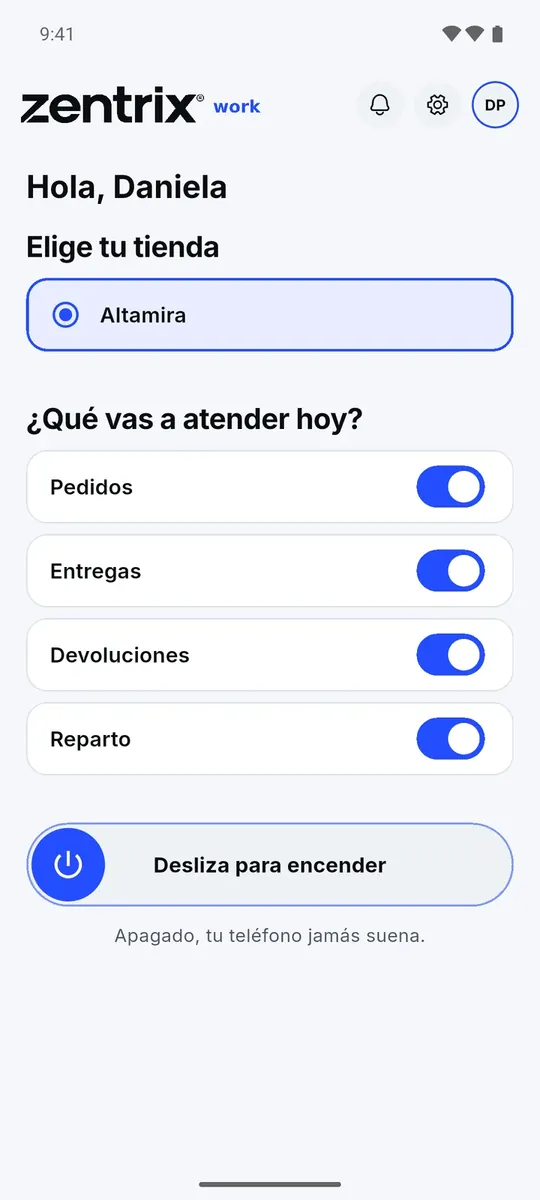 9:41
zentrix® work
DP
Hola, Daniela
Elige tu tienda
Altamira
¿Qué vas a atender hoy?
Pedidos
Entregas
Devoluciones
Reparto
Desliza para encender
Apagado, tu teléfono jamás suena.